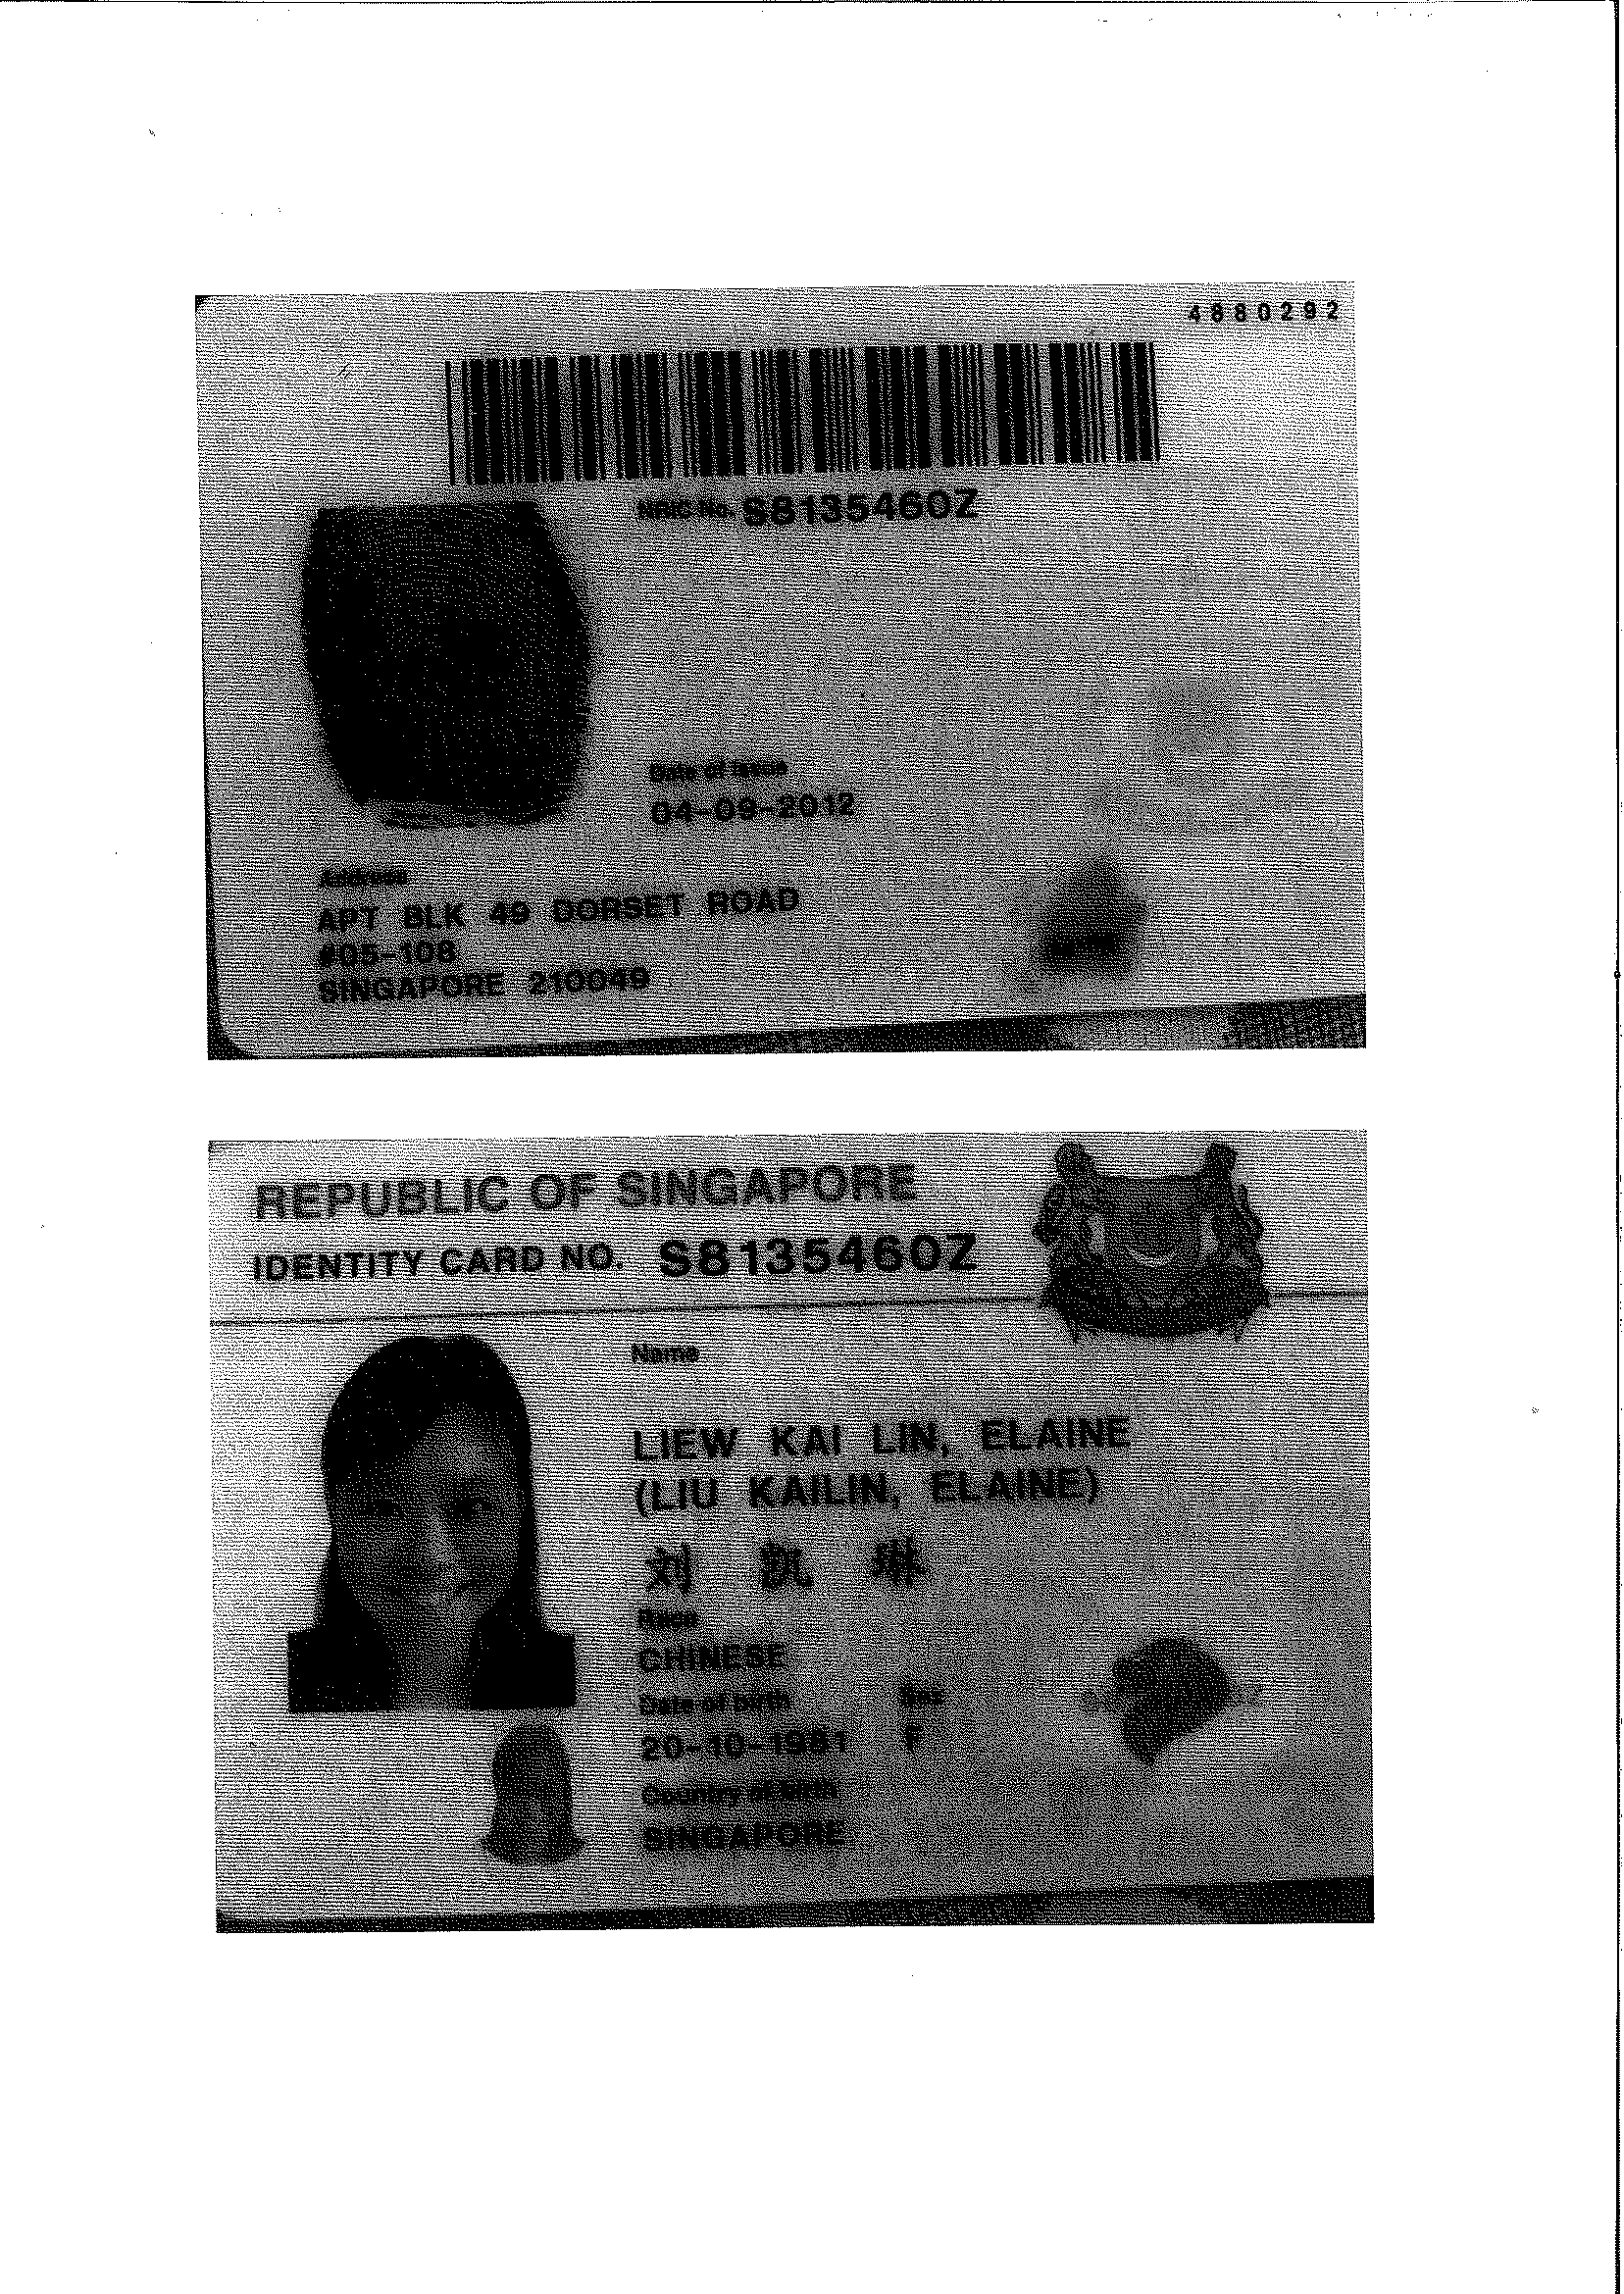 4880292
NRIC No. S8135460Z
Date of issue
04-09-2012
Address
APT BLK 49 DORSET ROAD
#05-108
SINGAPORE 210049
REPUBLIC OF SINGAPORE
IDENTITY CARD NO. S8135460Z
Name
LIEW KAI LIN, ELAINE
(LIU KAILIN, ELAINE)
刘 凯 琳
Race
CHINESE
Date of birth Sex
20-10-1981 F
Country of birth
SINGAPORE